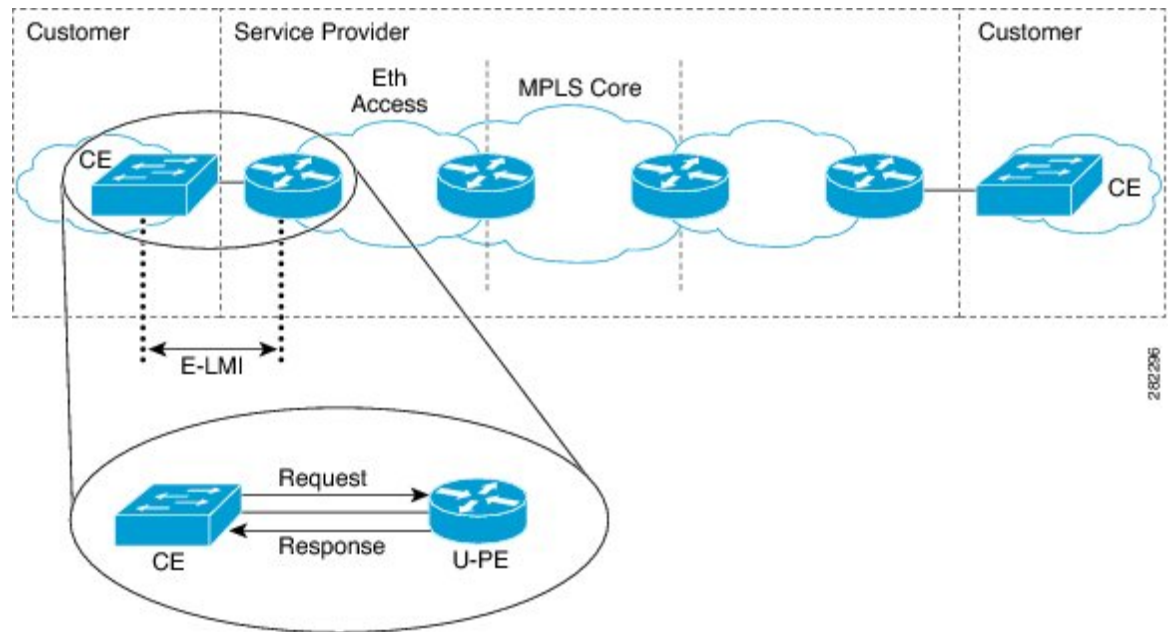 Customer
Service Provider
Customer
Eth
Access
MPLS Core
CE
CE
E-LMI
282296
Request
Response
CE
U-PE